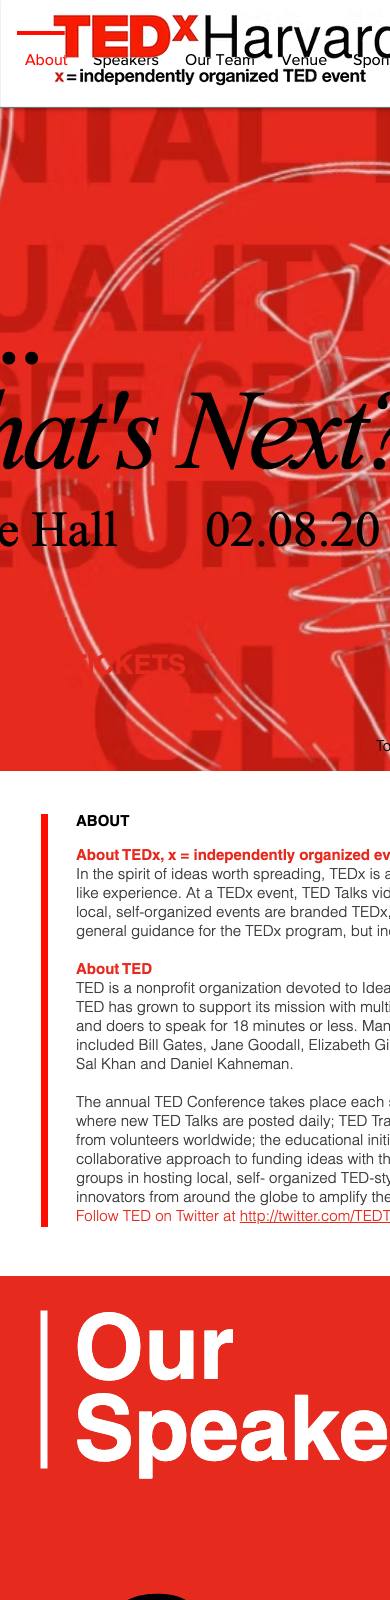 TEDxHarvard
About Speakers Our Team Venue Spon
x = independently organized TED event
NTAL
UALITY
...
hat's Next?
SECURIT
e Hall 02.08.20
TICKETS
CLI
To
ABOUT
About TEDx, x = independently organized ev
In the spirit of ideas worth spreading, TEDx is a
like experience. At a TEDx event, TED Talks vid
local, self-organized events are branded TEDx,
general guidance for the TEDx program, but in
About TED
TED is a nonprofit organization devoted to Idea
TED has grown to support its mission with multi
and doers to speak for 18 minutes or less. Man
included Bill Gates, Jane Goodall, Elizabeth Gi
Sal Khan and Daniel Kahneman.
The annual TED Conference takes place each s
where new TED Talks are posted daily; TED Tra
from volunteers worldwide; the educational initi
collaborative approach to funding ideas with th
groups in hosting local, self- organized TED-sty
innovators from around the globe to amplify the
Follow TED on Twitter at http://twitter.com/TEDT
Our
Speake